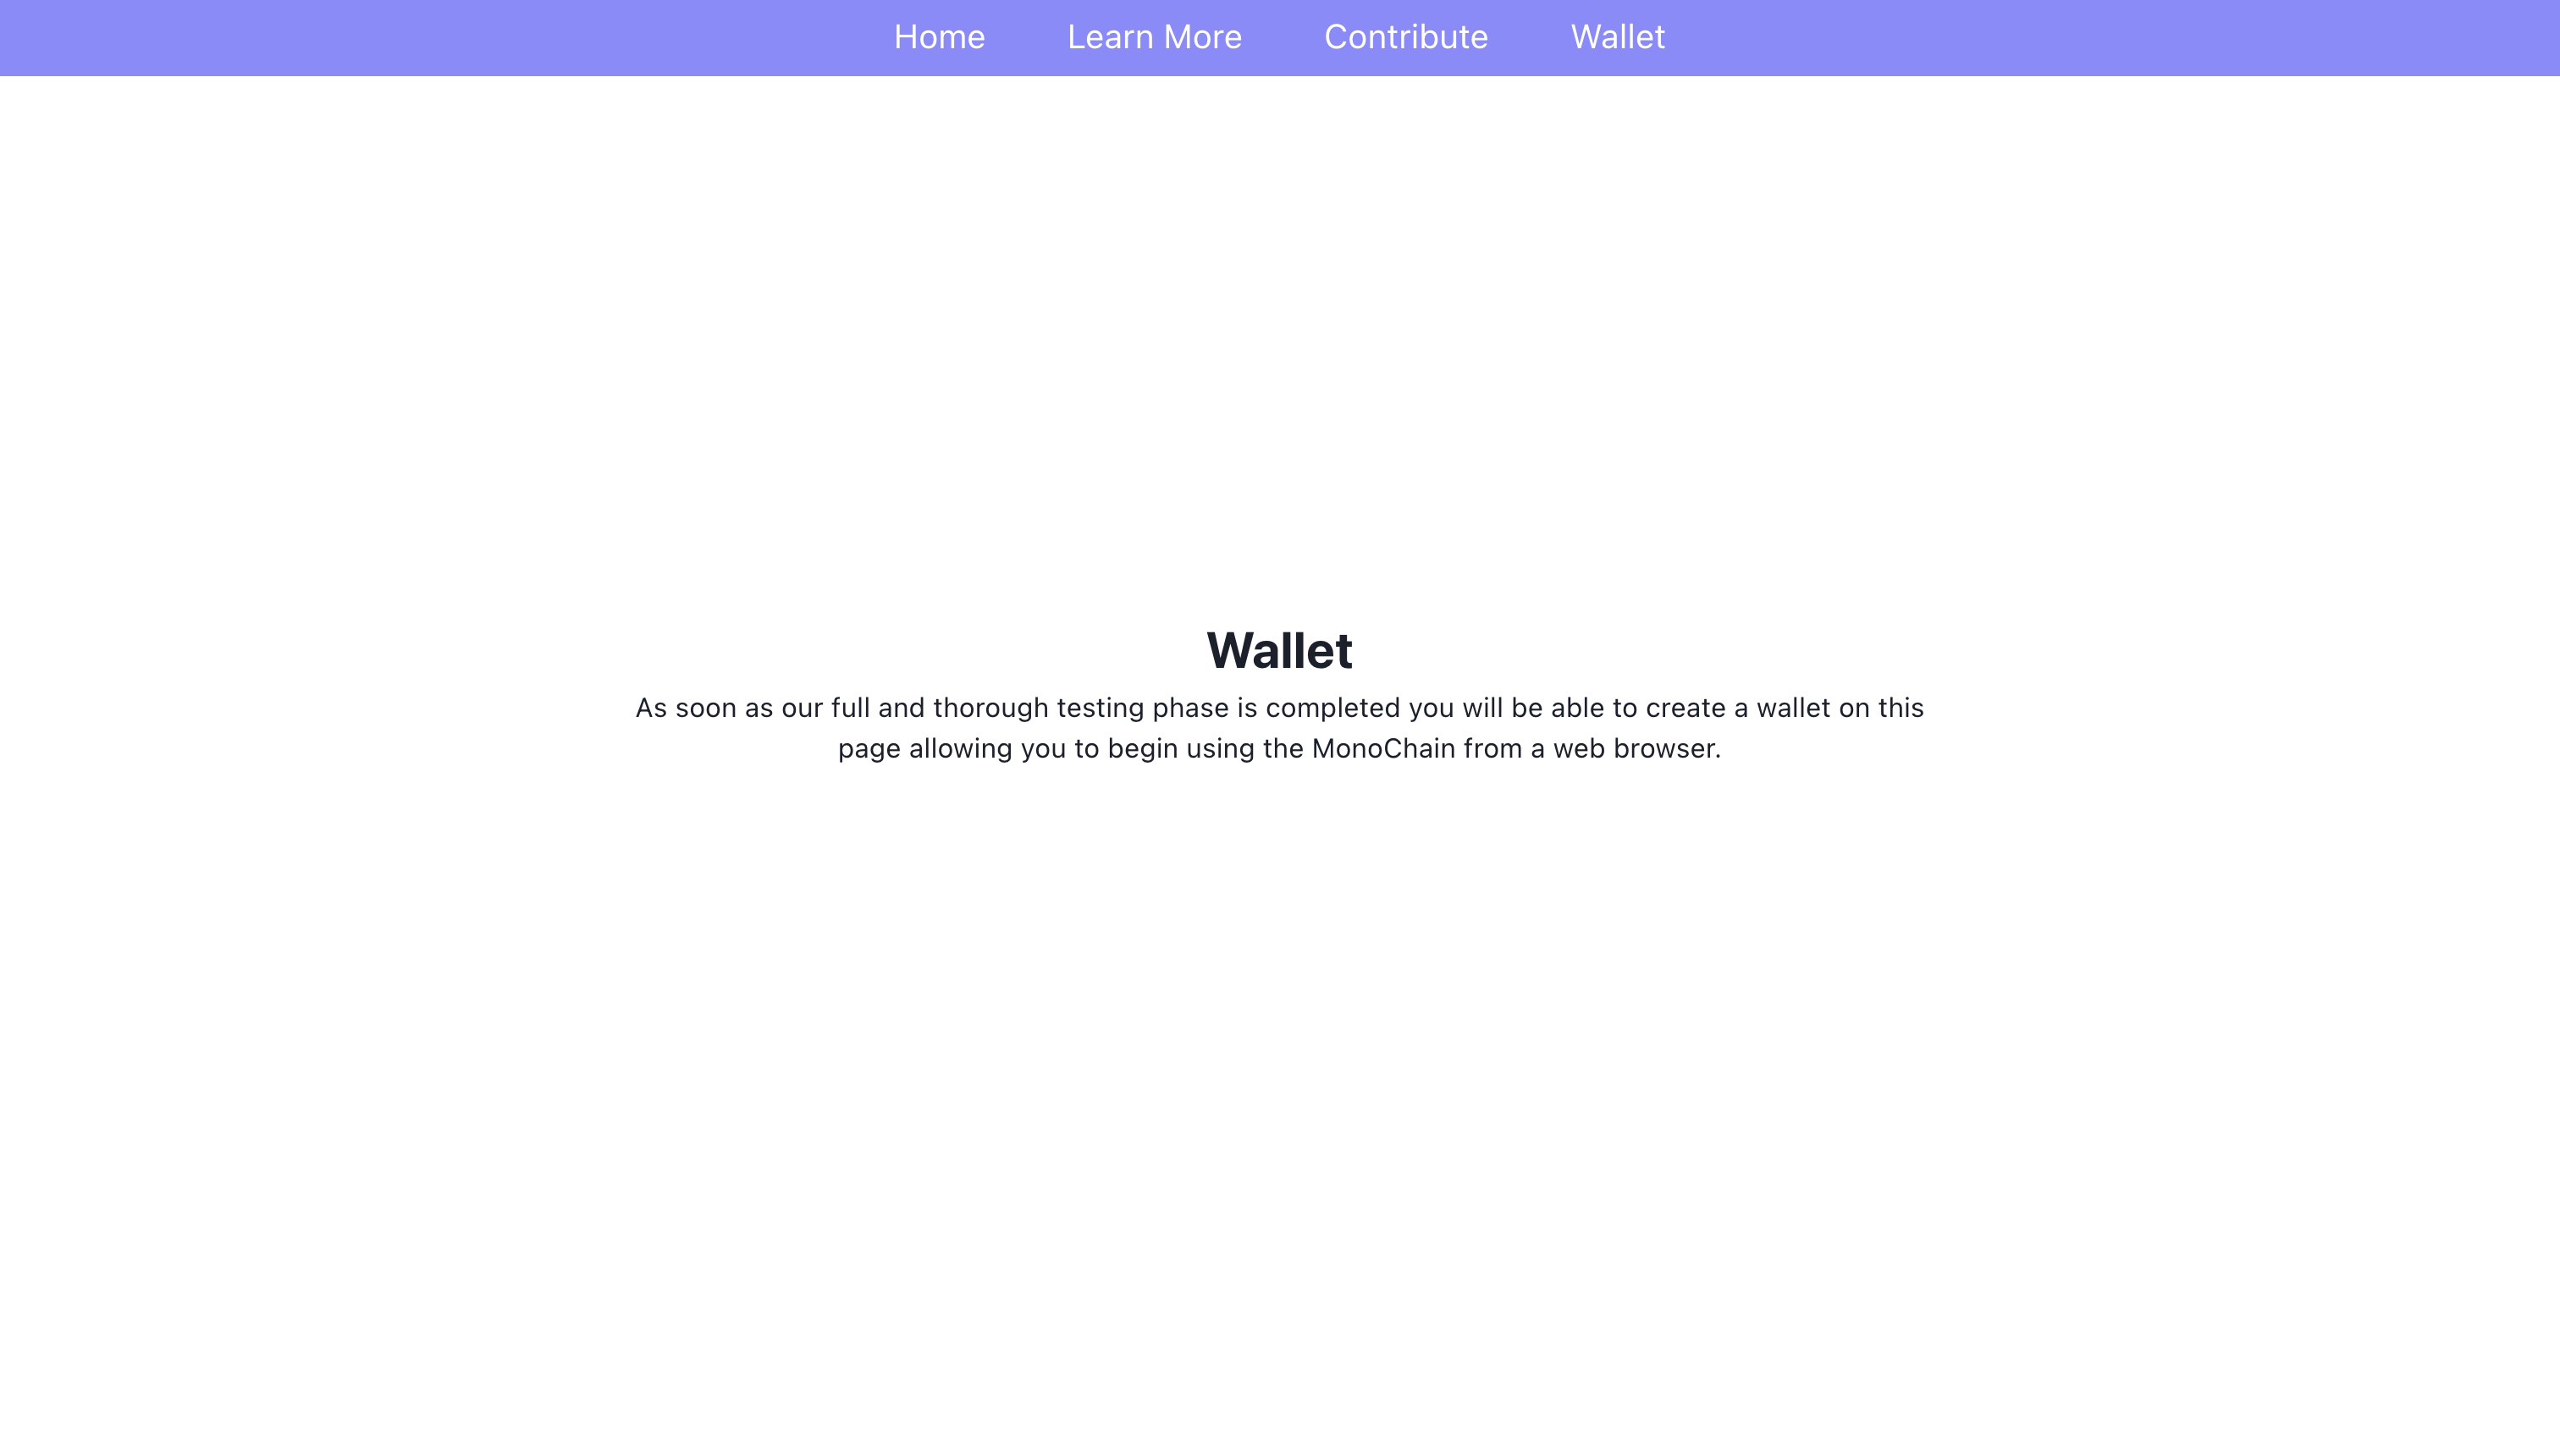 Home Learn More Contribute Wallet
Wallet
As soon as our full and thorough testing phase is completed you will be able to create a wallet on this
page allowing you to begin using the MonoChain from a web browser.